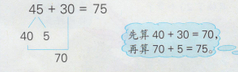 45 + 30 = 75
40 5
70
先算 40 + 30 = 70，
再算 70 + 5 = 75。